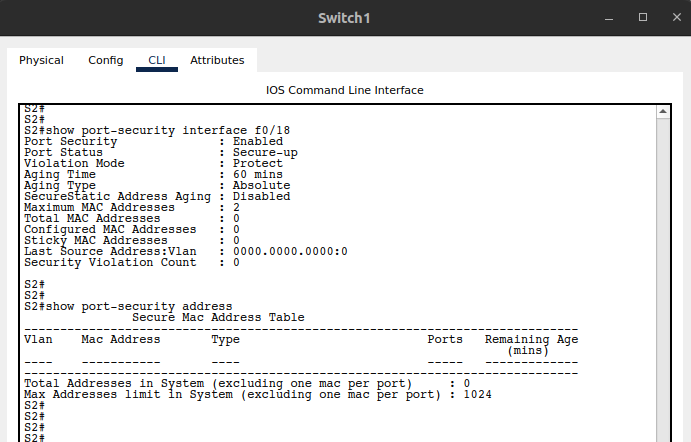 Switch1
Physical Config CLI Attributes
IOS Command Line Interface
S2#
S2#
S2#show port-security interface f0/18
Port Security              : Enabled
Port Status                : Secure-up
Violation Mode             : Protect
Aging Time                 : 60 mins
Aging Type                 : Absolute
SecureStatic Address Aging : Disabled
Maximum MAC Addresses      : 2
Total MAC Addresses        : 0
Configured MAC Addresses   : 0
Sticky MAC Addresses       : 0
Last Source Address:Vlan   : 0000.0000.0000:0
Security Violation Count   : 0
S2#
S2#
S2#show port-security address
               Secure Mac Address Table
-----------------------------------------------------------------------------
Vlan    Mac Address       Type                          Ports   Remaining Age
                                                                   (mins)
----    -----------       ----                          -----   -------------
-----------------------------------------------------------------------------
Total Addresses in System (excluding one mac per port)     : 0
Max Addresses limit in System (excluding one mac per port) : 1024
S2#
S2#
S2#
S2#